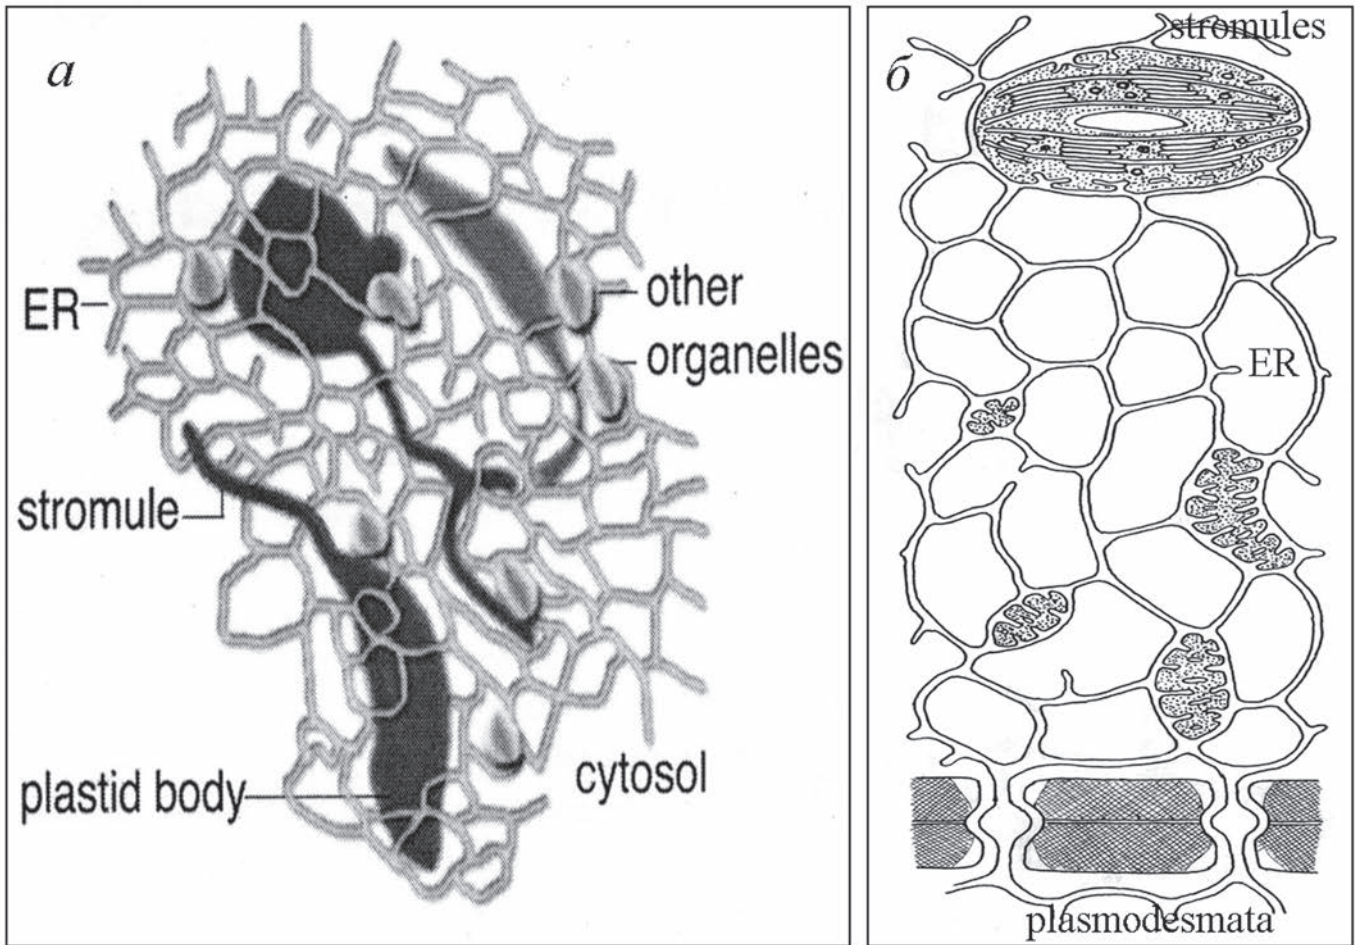 а
ER
other
organelles
stromule
plastid body
cytosol
б
stromules
ER
plasmodesmata